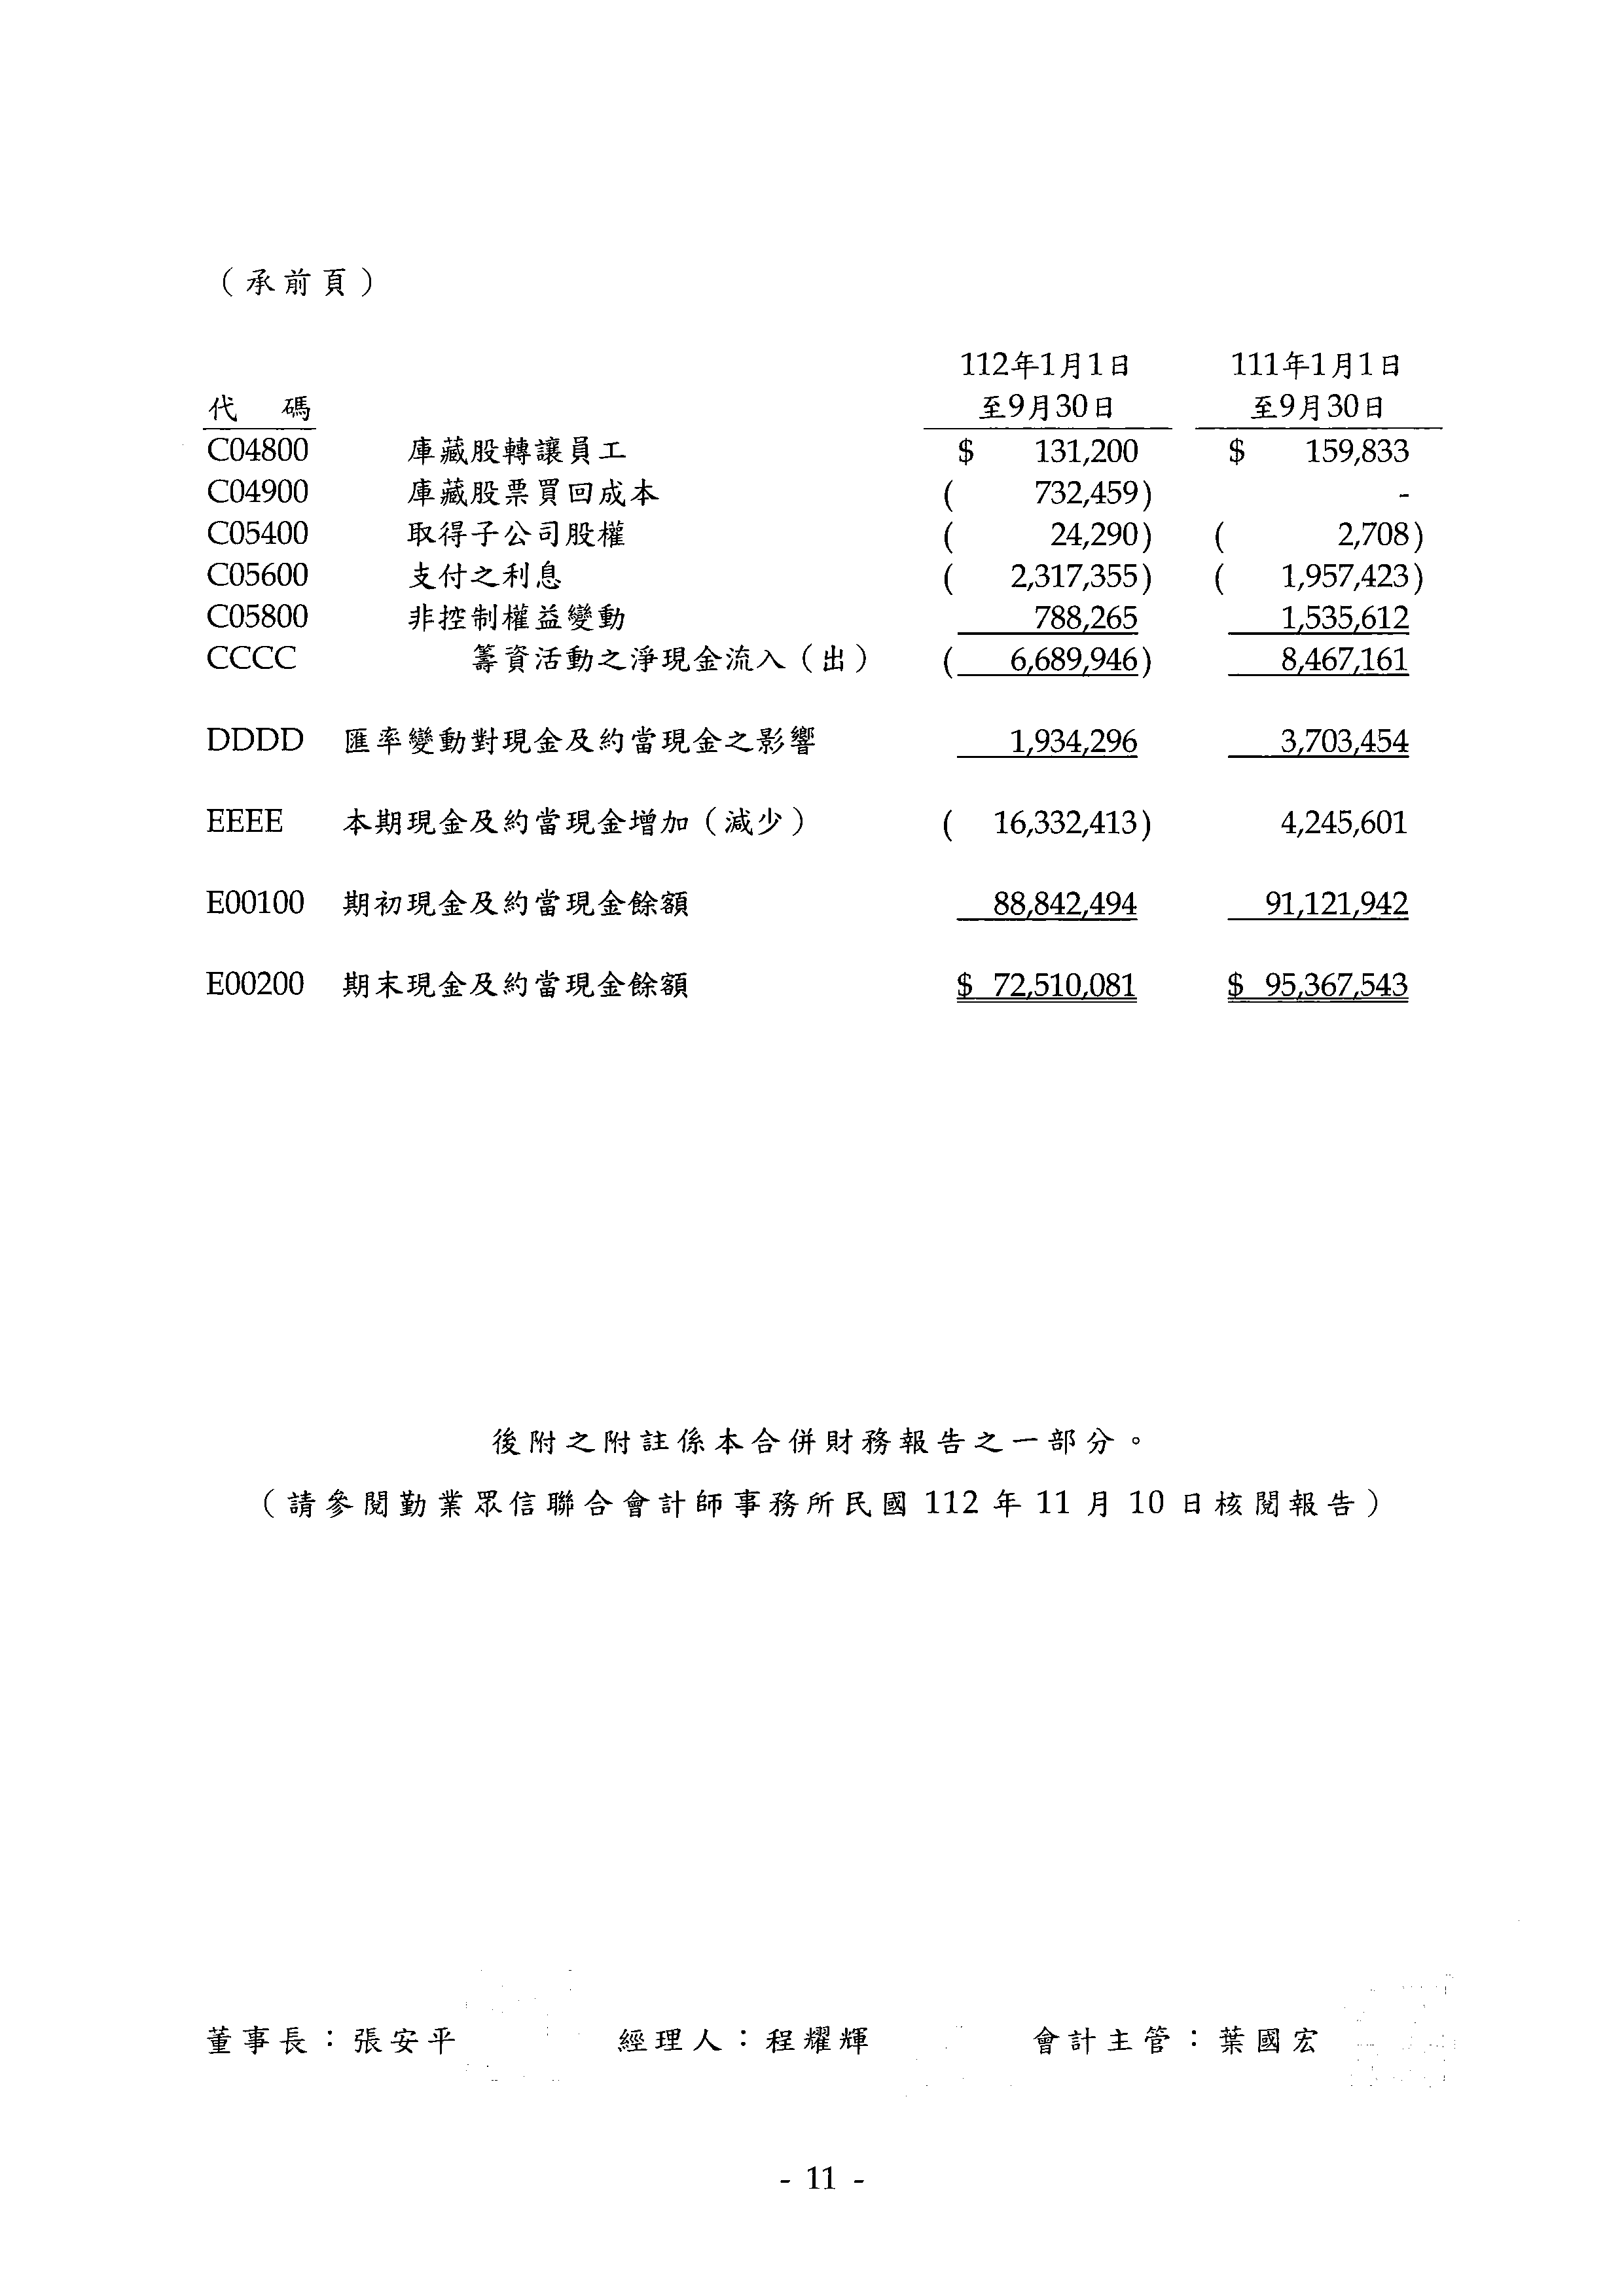 （承前頁）
112年1月1日 111年1月1日
代 碼 至9月30日 至9月30日
C04800 庫藏股轉讓員工 $ 131,200 $ 159,833
C04900 庫藏股票買回成本 ( 732,459) -
C05400 取得子公司股權 ( 24,290) ( 2,708)
C05600 支付之利息 ( 2,317,355) ( 1,957,423)
C05800 非控制權益變動 788,265 1,535,612
CCCC 籌資活動之淨現金流入（出） ( 6,689,946) 8,467,161
DDDD 匯率變動對現金及約當現金之影響 1,934,296 3,703,454
EEEE 本期現金及約當現金增加（減少） ( 16,332,413) 4,245,601
E00100 期初現金及約當現金餘額 88,842,494 91,121,942
E00200 期末現金及約當現金餘額 $ 72,510,081 $ 95,367,543
後附之附註係本合併財務報告之一部分。
（請參閱勤業眾信聯合會計師事務所民國 112 年 11 月 10 日核閱報告）
董事長：張安平 經理人：程耀輝 會計主管：葉國宏
- 11 -